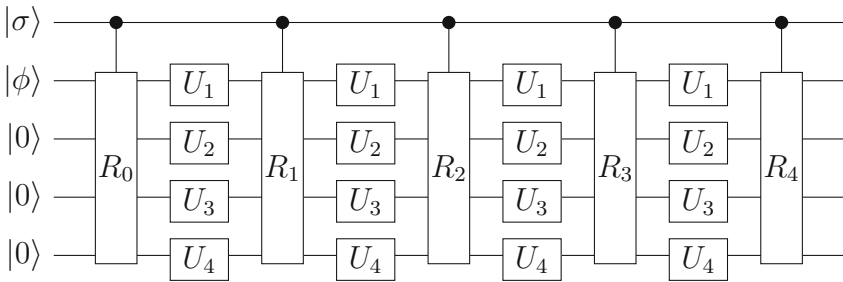 |σ⟩
|ϕ⟩ U₁ U₁ U₁ U₁
|0⟩ U₂ U₂ U₂ U₂
R₀ R₁ R₂ R₃ R₄
|0⟩ U₃ U₃ U₃ U₃
|0⟩ U₄ U₄ U₄ U₄